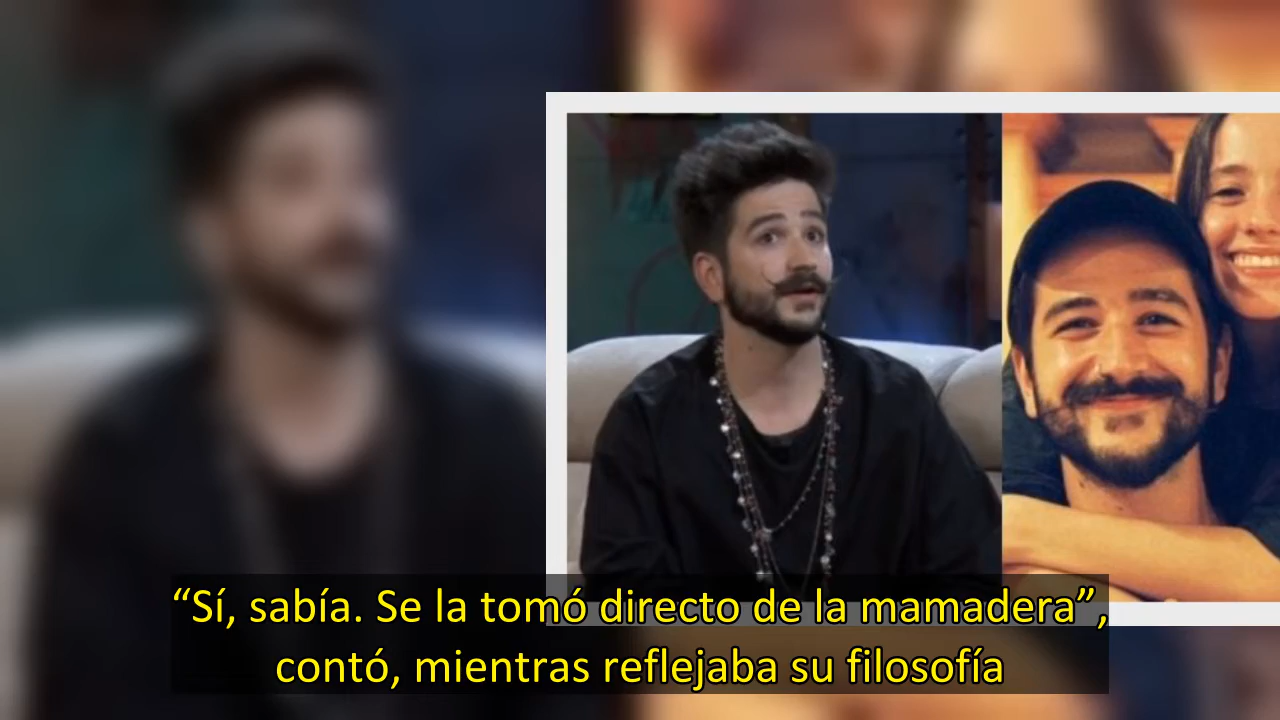 “Sí, sabía. Se la tomó directo de la mamadera”,
contó, mientras reflejaba su filosofía